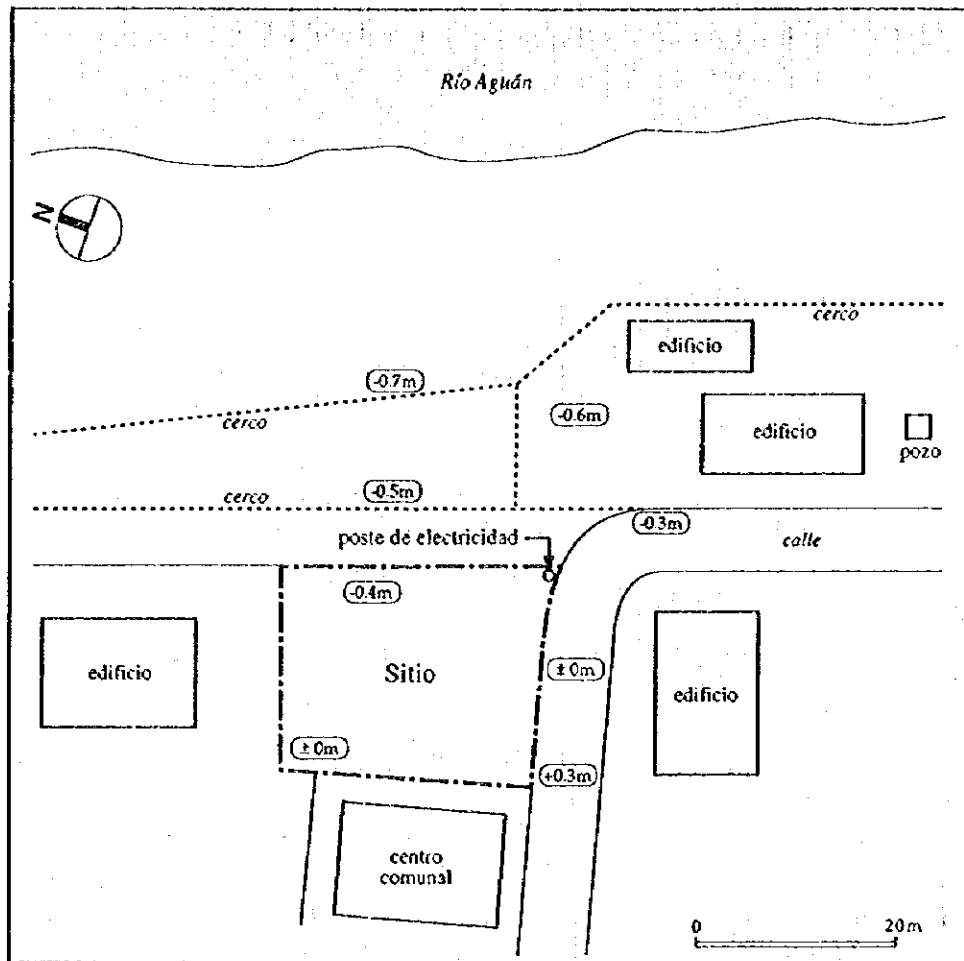 Río Aguán
N
cerco
edificio
-0.7m
cerco
-0.6m
edificio
pozo
cerco
-0.5m
-0.3m
poste de electricidad
calle
-0.4m
edificio
Sitio
±0m
edificio
±0m
+0.3m
centro
comunal
0 20m